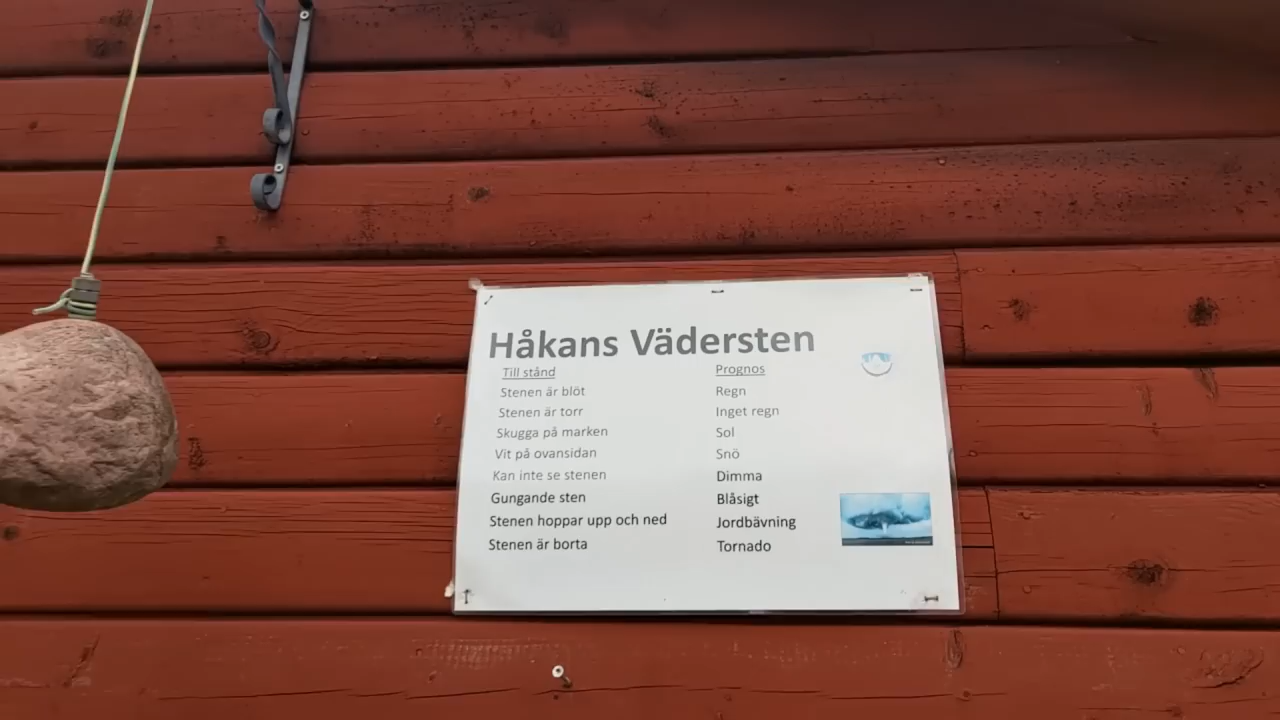 Håkans Vädersten
Till stånd Prognos
Stenen är blöt Regn
Stenen är torr Inget regn
Skugga på marken Sol
Vit på ovansidan Snö
Kan inte se stenen Dimma
Gungande sten Blåsigt
Stenen hoppar upp och ned Jordbävning
Stenen är borta Tornado